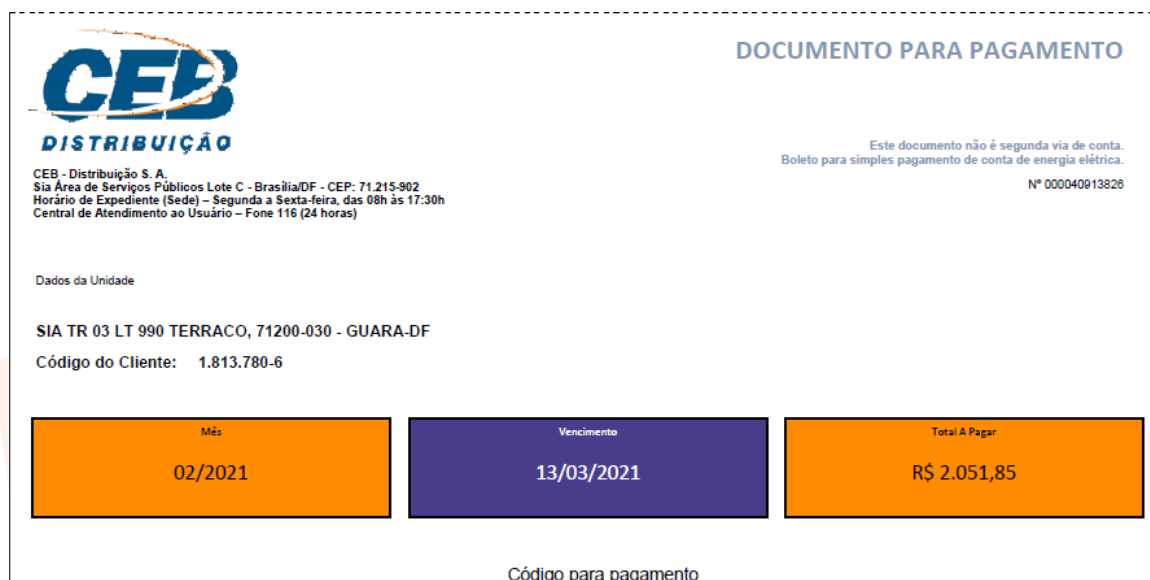 CEB
DISTRIBUIÇÃO
DOCUMENTO PARA PAGAMENTO
Este documento não é segunda via de conta.
Boleto para simples pagamento de conta de energia elétrica.
Nº 000040913826
CEB - Distribuição S. A.
Sia Área de Serviços Públicos Lote C - Brasília/DF - CEP: 71.215-902
Horário de Expediente (Sede) – Segunda a Sexta-feira, das 08h às 17:30h
Central de Atendimento ao Usuário – Fone 116 (24 horas)
Dados da Unidade
SIA TR 03 LT 990 TERRACO, 71200-030 - GUARA-DF
Código do Cliente: 1.813.780-6
Mês
02/2021
Vencimento
13/03/2021
Total A Pagar
R$ 2.051,85
Código para pagamento